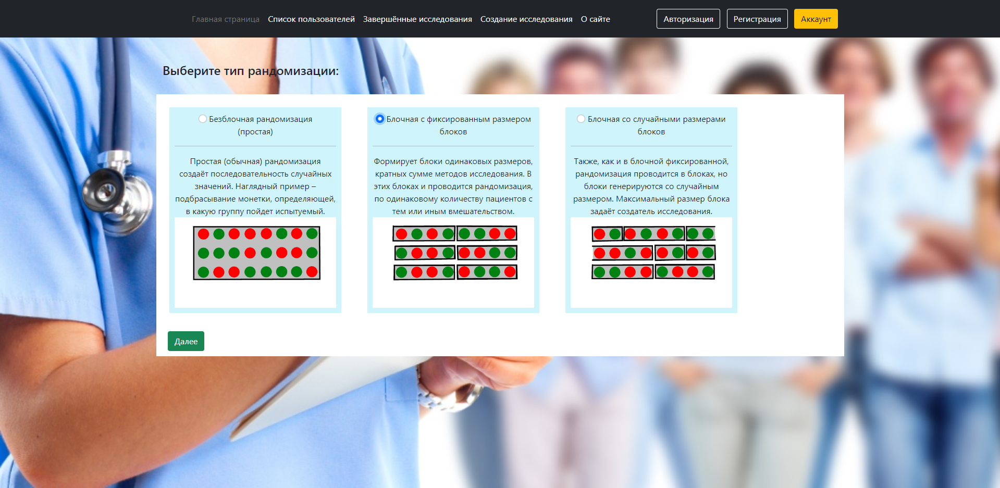 Главная страница Список пользователей Завершённые исследования Создание исследования О сайте Авторизация Регистрация Аккаунт
Выберите тип рандомизации:
Безблочная рандомизация
(простая)
Простая (обычная) рандомизация
создаёт последовательность случайных
значений. Наглядный пример –
подбрасывание монетки, определяющей,
в какую группу пойдет испытуемый.
Блочная с фиксированным размером
блоков
Формирует блоки одинаковых размеров,
кратных сумме методов исследования. В
этих блоках и проводится рандомизация,
по одинаковому количеству пациентов с
тем или иным вмешательством.
Блочная со случайными размерами
блоков
Также, как и в блочной фиксированной,
рандомизация проводится в блоках, но
блоки генерируются со случайным
размером. Максимальный размер блока
задаёт создатель исследования.
Далее